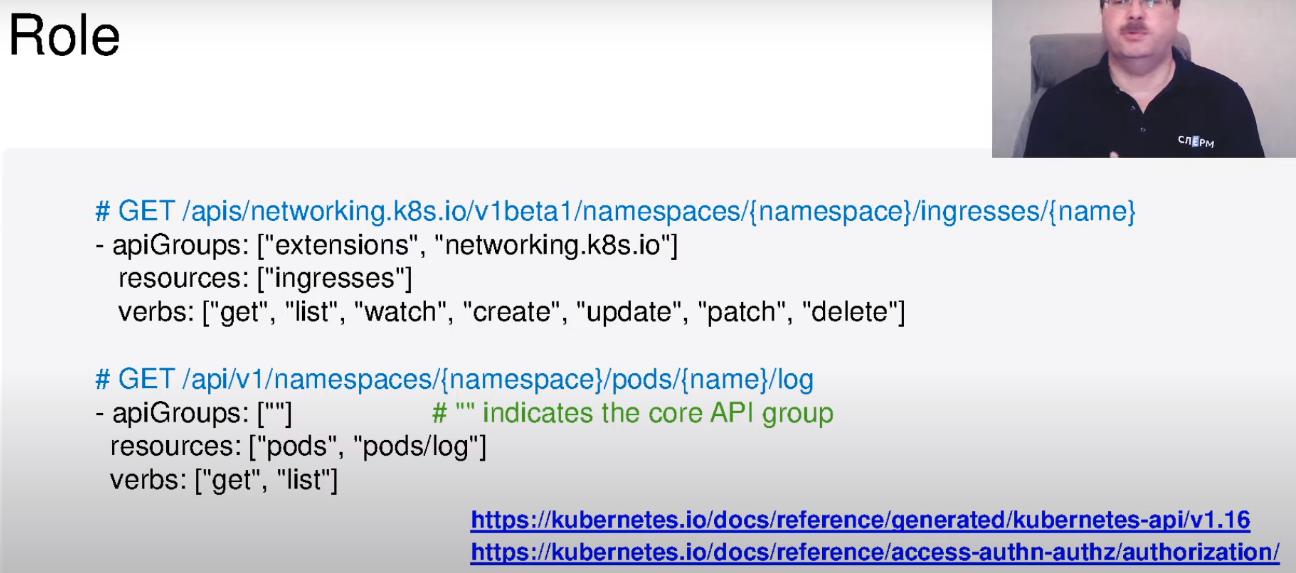 Role
СЛЁРМ
# GET /apis/networking.k8s.io/v1beta1/namespaces/{namespace}/ingresses/{name}
- apiGroups: ["extensions", "networking.k8s.io"]
resources: ["ingresses"]
verbs: ["get", "list", "watch", "create", "update", "patch", "delete"]
# GET /api/v1/namespaces/{namespace}/pods/{name}/log
- apiGroups: [""] # "" indicates the core API group
resources: ["pods", "pods/log"]
verbs: ["get", "list"]
https://kubernetes.io/docs/reference/generated/kubernetes-api/v1.16
https://kubernetes.io/docs/reference/access-authn-authz/authorization/